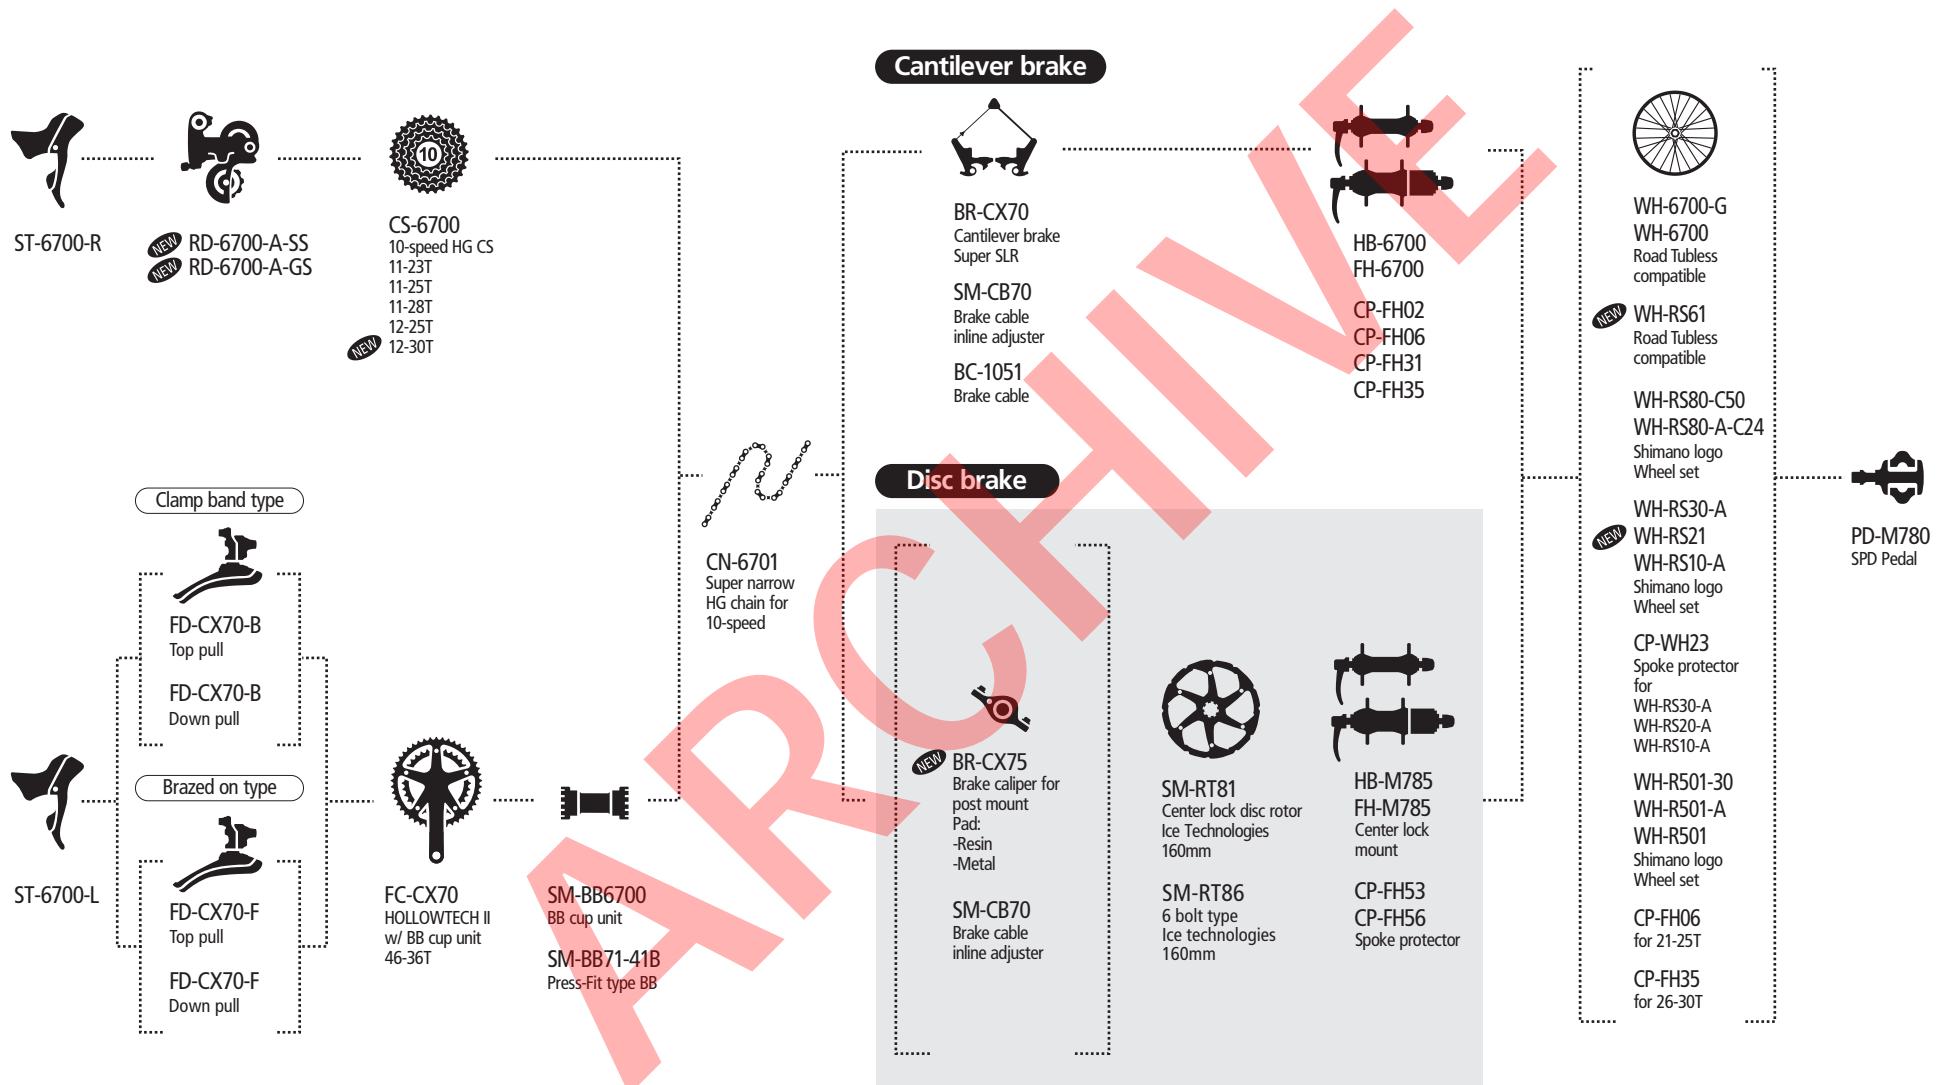 Cantilever brake
ST-6700-R
NEW RD-6700-A-SS
NEW RD-6700-A-GS
10
CS-6700
10-speed HG CS
11-23T
11-25T
11-28T
12-25T
NEW 12-30T
BR-CX70
Cantilever brake
Super SLR
SM-CB70
Brake cable
inline adjuster
BC-1051
Brake cable
HB-6700
FH-6700
CP-FH02
CP-FH06
CP-FH31
CP-FH35
Clamp band type
FD-CX70-B
Top pull
FD-CX70-B
Down pull
Brazed on type
FD-CX70-F
Top pull
FD-CX70-F
Down pull
ST-6700-L
FC-CX70
HOLLOWTECH II
w/ BB cup unit
46-36T
SM-BB6700
BB cup unit
SM-BB71-41B
Press-Fit type BB
CN-6701
Super narrow
HG chain for
10-speed
Disc brake
NEW BR-CX75
Brake caliper for
post mount
Pad:
-Resin
-Metal
SM-CB70
Brake cable
inline adjuster
SM-RT81
Center lock disc rotor
Ice Technologies
160mm
SM-RT86
6 bolt type
Ice technologies
160mm
HB-M785
FH-M785
Center lock
mount
CP-FH53
CP-FH56
Spoke protector
WH-6700-G
WH-6700
Road Tubless
compatible
NEW WH-RS61
Road Tubless
compatible
WH-RS80-C50
WH-RS80-A-C24
Shimano logo
Wheel set
WH-RS30-A
NEW WH-RS21
WH-RS10-A
Shimano logo
Wheel set
CP-WH23
Spoke protector
for
WH-RS30-A
WH-RS20-A
WH-RS10-A
WH-R501-30
WH-R501-A
WH-R501
Shimano logo
Wheel set
CP-FH06
for 21-25T
CP-FH35
for 26-30T
PD-M780
SPD Pedal
ARCHIVE